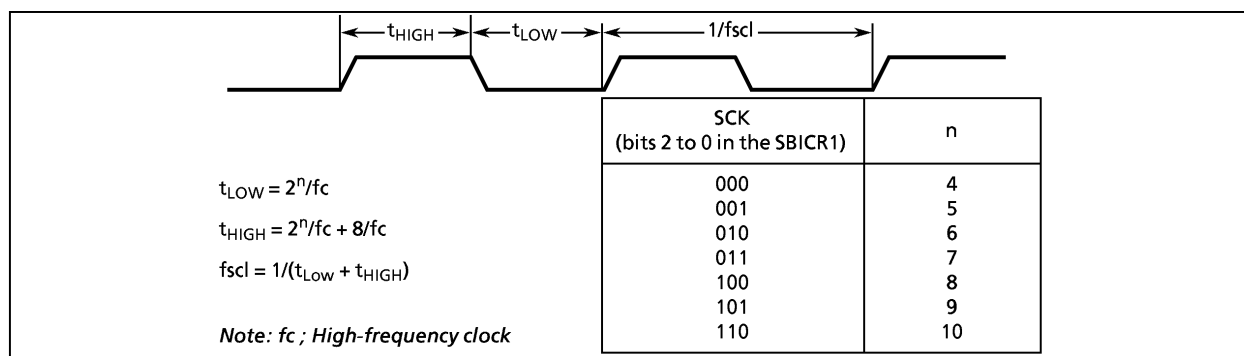 tHIGH tLOW 1/fscl
SCK
(bits 2 to 0 in the SBICR1)
n
000 4
001 5
010 6
011 7
100 8
101 9
110 10
tLOW = 2^n/fc
tHIGH = 2^n/fc + 8/fc
fscl = 1/(tLow + tHIGH)
Note: fc ; High-frequency clock